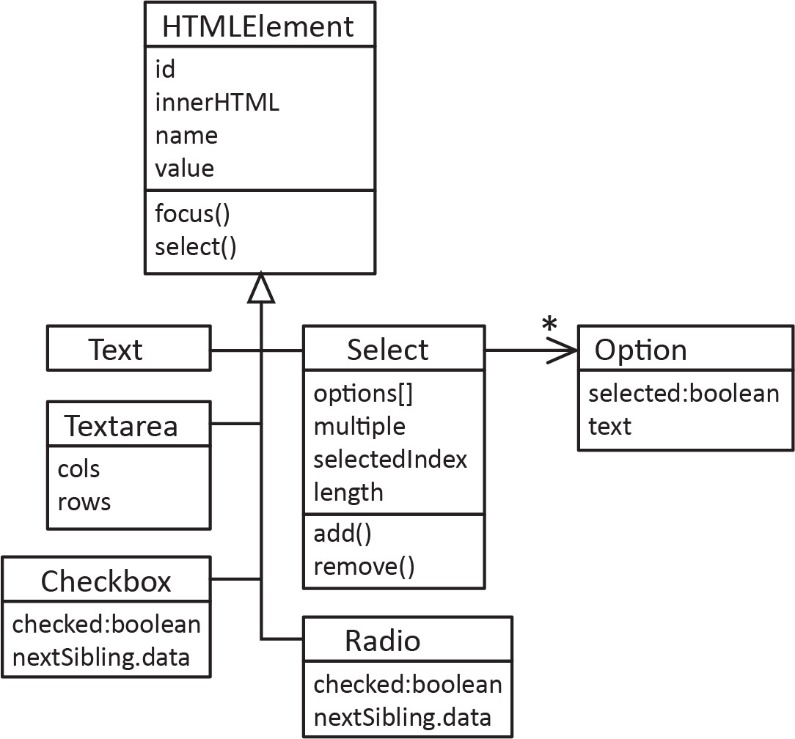 HTMLElement
id
innerHTML
name
value
focus()
select()
Text
Select
options[]
multiple
selectedIndex
length
add()
remove()
*
Option
selected:boolean
text
Textarea
cols
rows
Checkbox
checked:boolean
nextSibling.data
Radio
checked:boolean
nextSibling.data